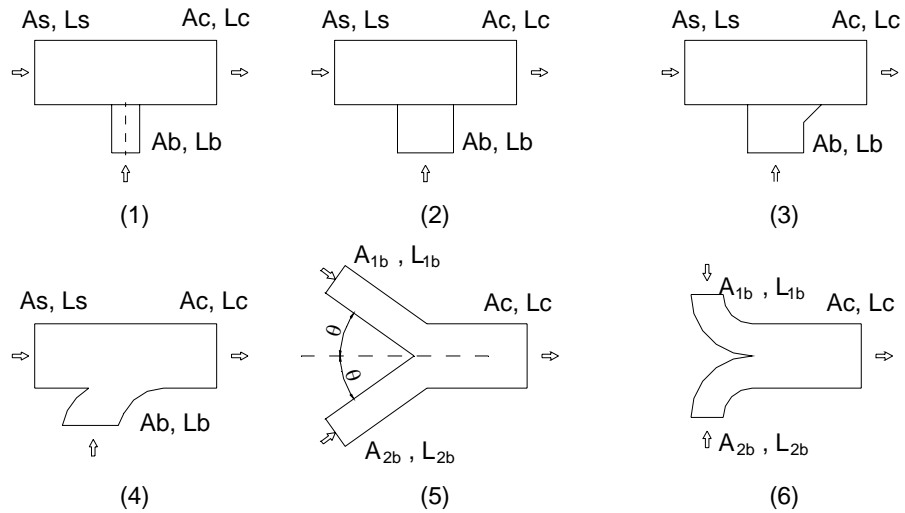 As, Ls Ac, Lc As, Ls Ac, Lc As, Ls Ac, Lc
Ab, Lb Ab, Lb Ab, Lb
(1) (2) (3)
A1b , L1b A1b , L1b
As, Ls Ac, Lc Ac, Lc Ac, Lc
θ
θ
Ab, Lb
A2b , L2b A2b , L2b
(4) (5) (6)